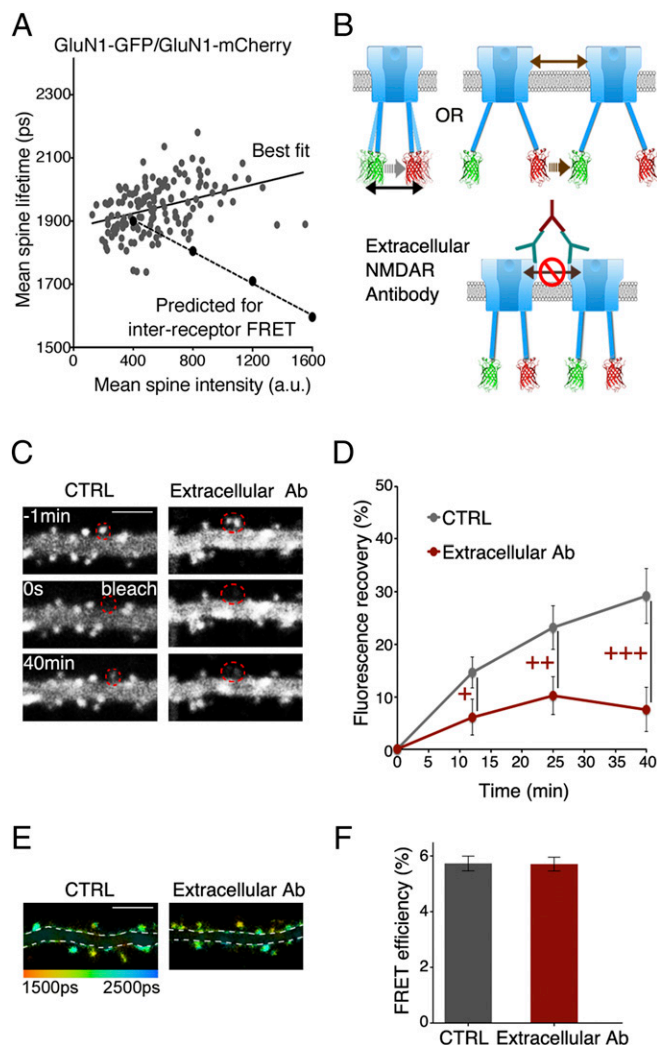 A
GluN1-GFP/GluN1-mCherry
Mean spine lifetime (ps)
2300
2100
1900
1700
1500
Best fit
Predicted for
inter-receptor FRET
0
400
800
1200
1600
Mean spine intensity (a.u.)
B
OR
Extracellular
NMDAR
Antibody
C
CTRL
Extracellular Ab
-1min
0s
bleach
40min
D
Fluorescence recovery (%)
50
40
30
20
10
0
CTRL
Extracellular Ab
+
++
+++
0
5
10
15
20
25
30
35
40
Time (min)
E
CTRL
Extracellular Ab
1500ps
2500ps
F
FRET efficiency (%)
6
4
2
0
CTRL
Extracellular Ab